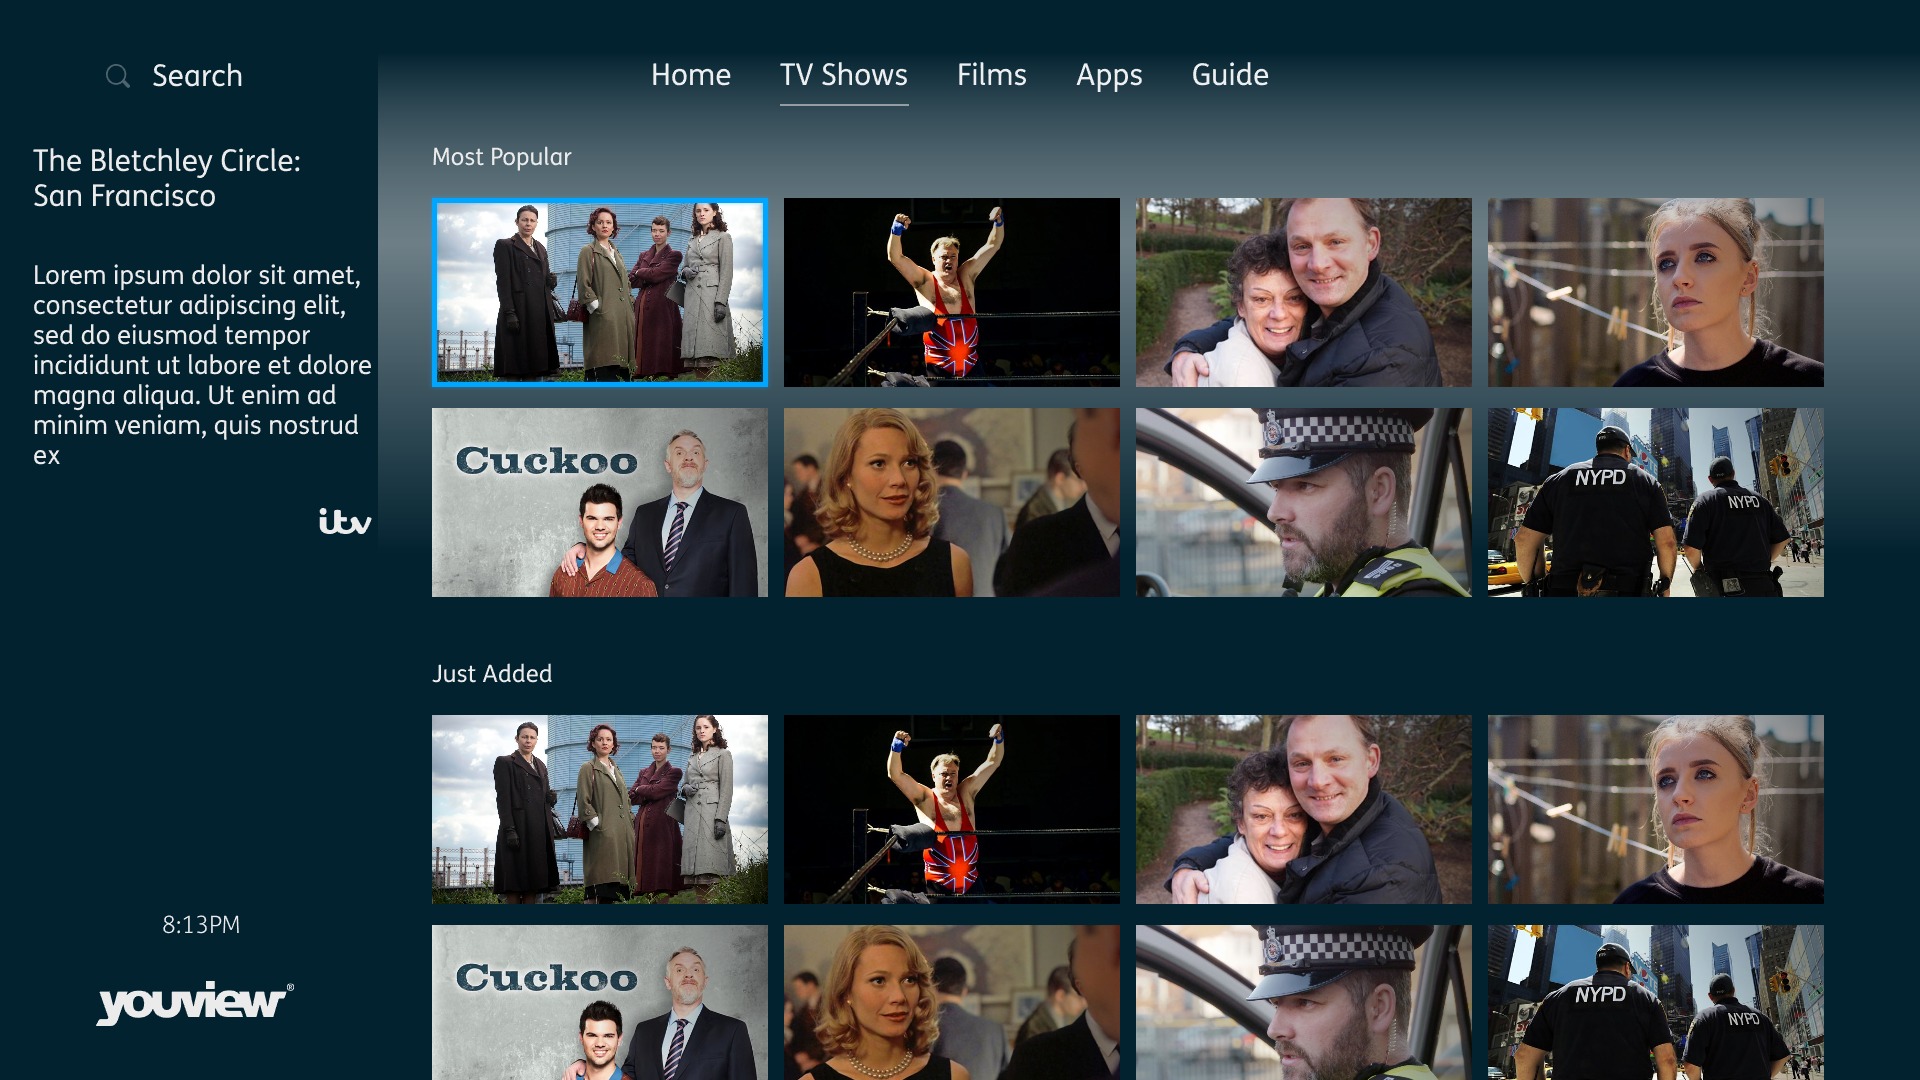 Search
Home
TV Shows
Films
Apps
Guide
The Bletchley Circle:
San Francisco
Lorem ipsum dolor sit amet,
consectetur adipiscing elit,
sed do eiusmod tempor
incididunt ut labore et dolore
magna aliqua. Ut enim ad
minim veniam, quis nostrud
ex
itv
8:13PM
youview®
Most Popular
Cuckoo
NYPD
NYPD
Just Added
Cuckoo
NYPD
NYPD